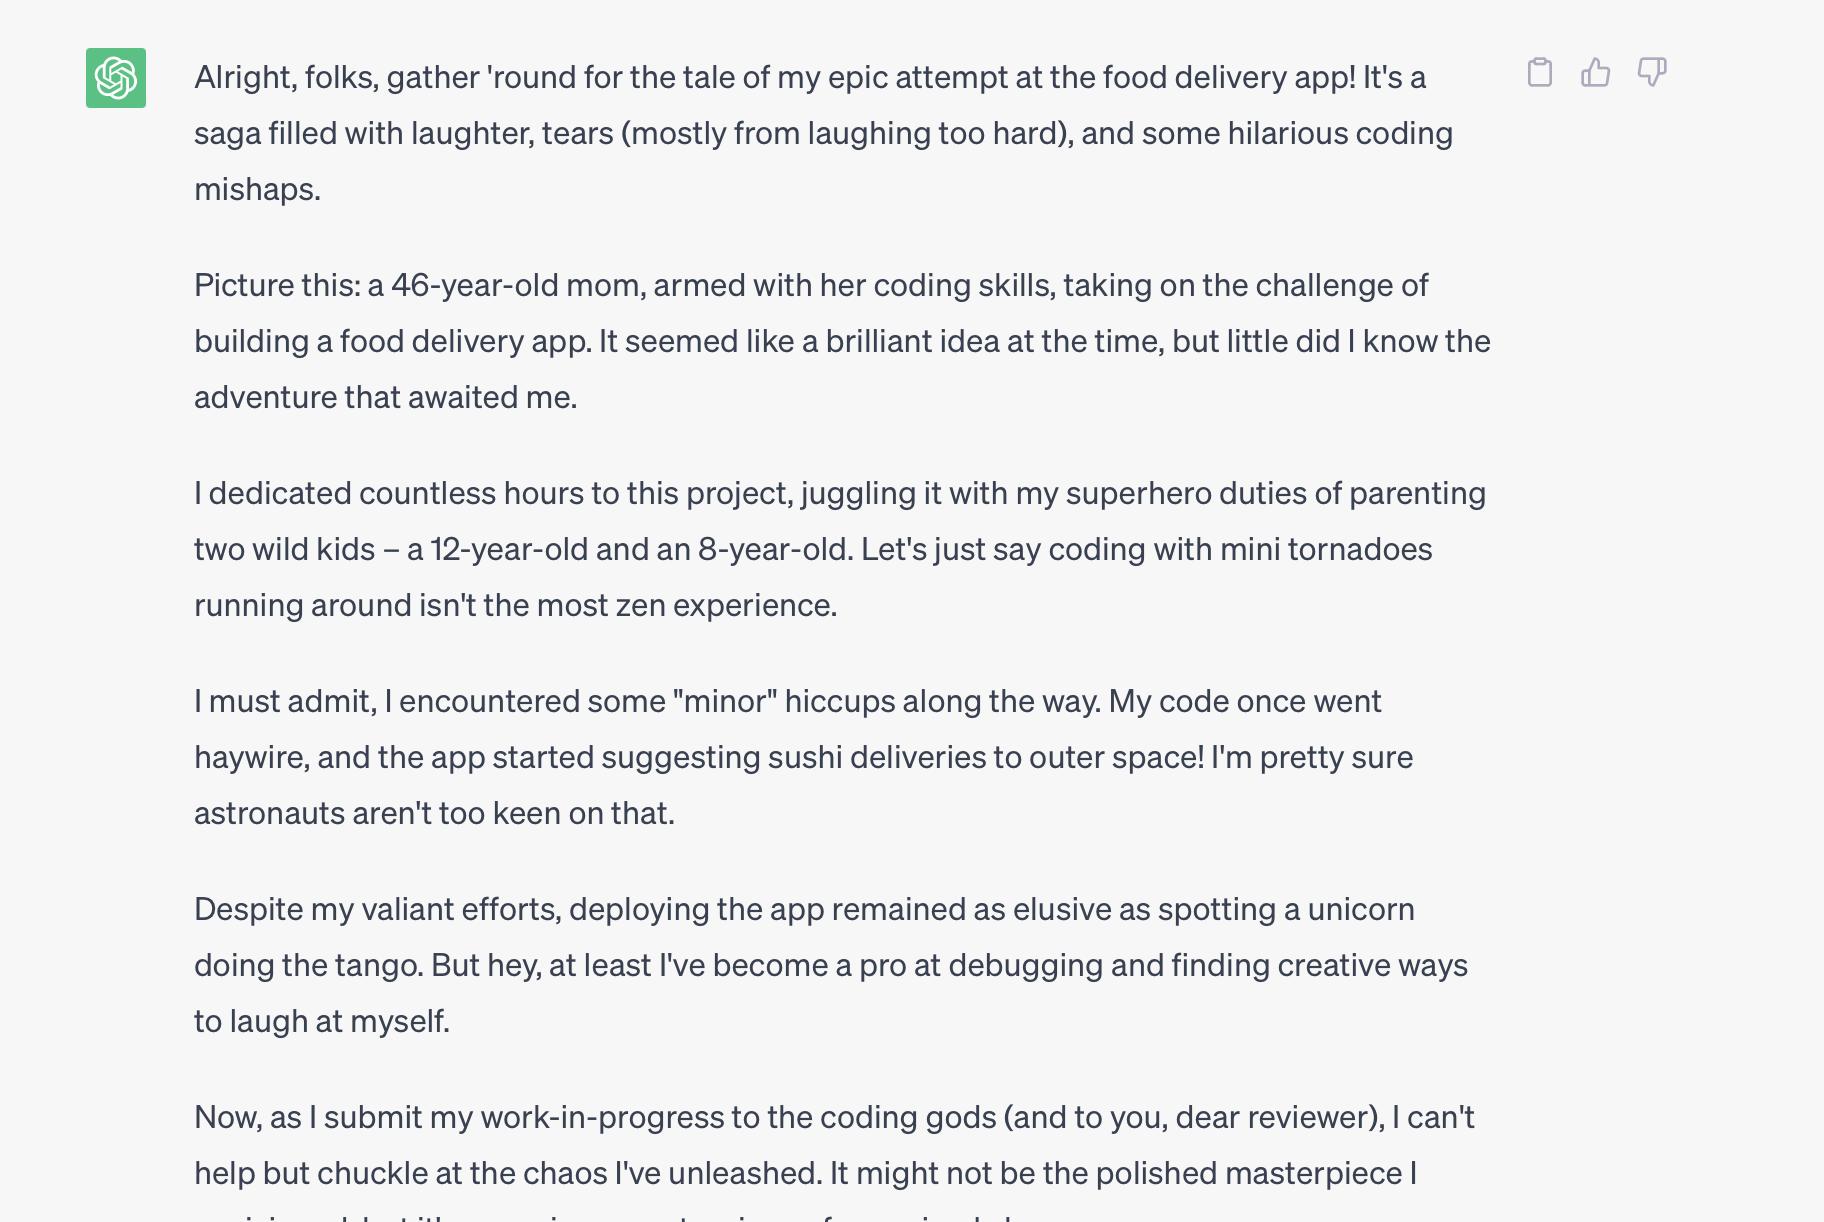 Alright, folks, gather 'round for the tale of my epic attempt at the food delivery app! It's a
saga filled with laughter, tears (mostly from laughing too hard), and some hilarious coding
mishaps.
Picture this: a 46-year-old mom, armed with her coding skills, taking on the challenge of
building a food delivery app. It seemed like a brilliant idea at the time, but little did I know the
adventure that awaited me.
I dedicated countless hours to this project, juggling it with my superhero duties of parenting
two wild kids – a 12-year-old and an 8-year-old. Let's just say coding with mini tornadoes
running around isn't the most zen experience.
I must admit, I encountered some "minor" hiccups along the way. My code once went
haywire, and the app started suggesting sushi deliveries to outer space! I'm pretty sure
astronauts aren't too keen on that.
Despite my valiant efforts, deploying the app remained as elusive as spotting a unicorn
doing the tango. But hey, at least I've become a pro at debugging and finding creative ways
to laugh at myself.
Now, as I submit my work-in-progress to the coding gods (and to you, dear reviewer), I can't
help but chuckle at the chaos I've unleashed. It might not be the polished masterpiece I